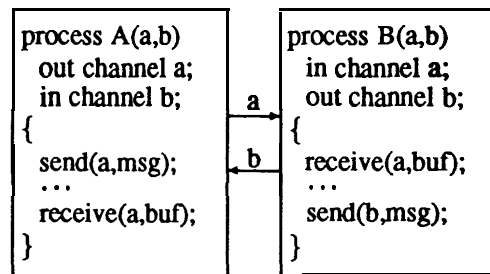 process A(a,b)
out channel a;
in channel b;
{
send(a,msg);
...
receive(a,buf);
}
a
b
process B(a,b)
in channel a;
out channel b;
{
receive(a,buf);
...
send(b,msg);
}